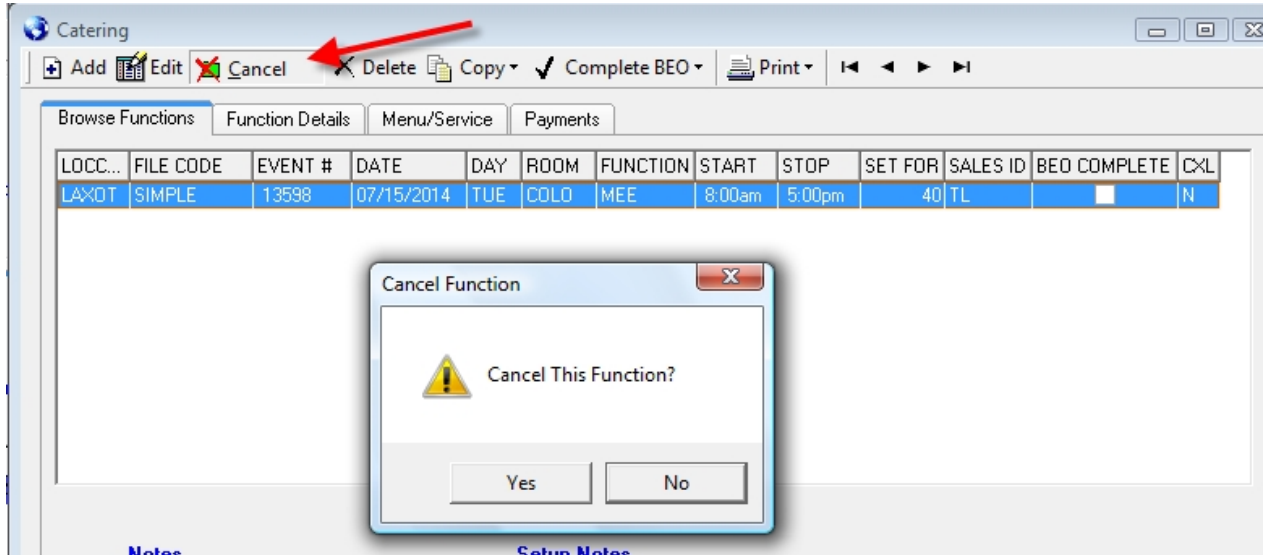 Catering
Add Edit Cancel Delete Copy Complete BEO Print
Browse Functions Function Details Menu/Service Payments
LOCC... FILE CODE EVENT # DATE DAY ROOM FUNCTION START STOP SET FOR SALES ID BEO COMPLETE CXL
LAXOT SIMPLE 13598 07/15/2014 TUE COLO MEE 8:00am 5:00pm 40 TL N
Cancel Function
Cancel This Function?
Yes No
Notes Setup Notes